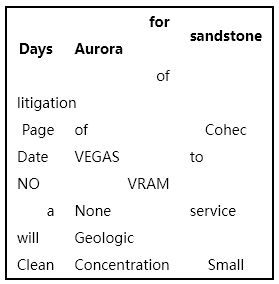 Days Aurora for sandstone
of
litigation
Page of Cohec
Date VEGAS to
NO VRAM
a None service
will Geologic
Clean Concentration Small